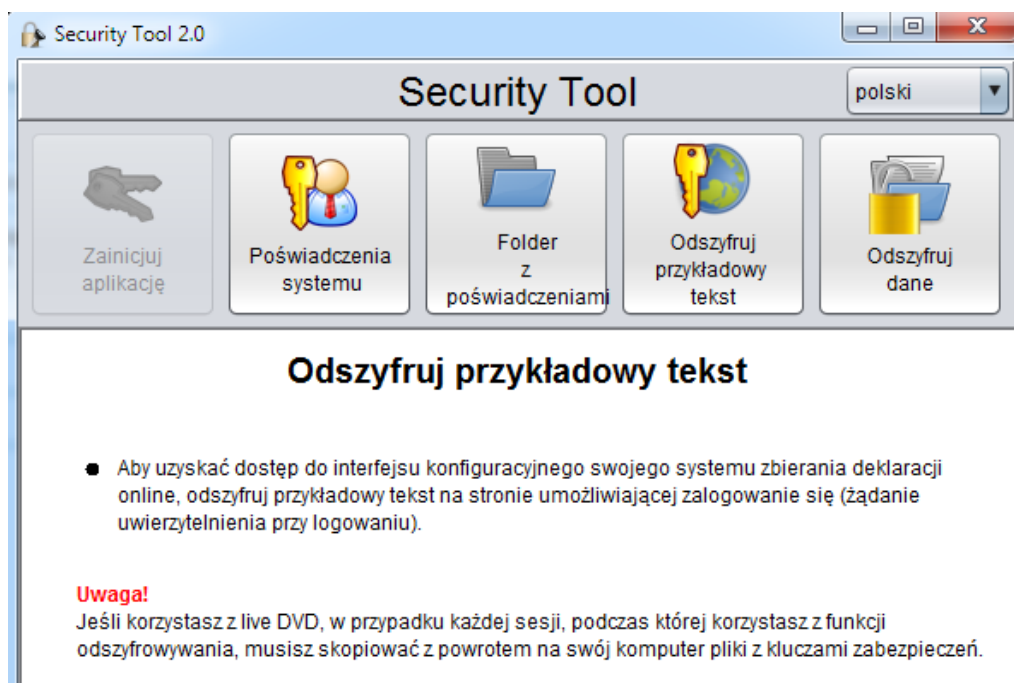 Security Tool 2.0
Security Tool
polski
Zainicjuj
aplikację
Poświadczenia
systemu
Folder
z
poświadczeniami
Odszyfruj
przykładowy
tekst
Odszyfruj
dane
Odszyfruj przykładowy tekst
Aby uzyskać dostęp do interfejsu konfiguracyjnego swojego systemu zbierania deklaracji
online, odszyfruj przykładowy tekst na stronie umożliwiającej zalogowanie się (żądanie
uwierzytelnienia przy logowaniu).
Uwaga!
Jeśli korzystasz z live DVD, w przypadku każdej sesji, podczas której korzystasz z funkcji
odszyfrowywania, musisz skopiować z powrotem na swój komputer pliki z kluczami zabezpieczeń.